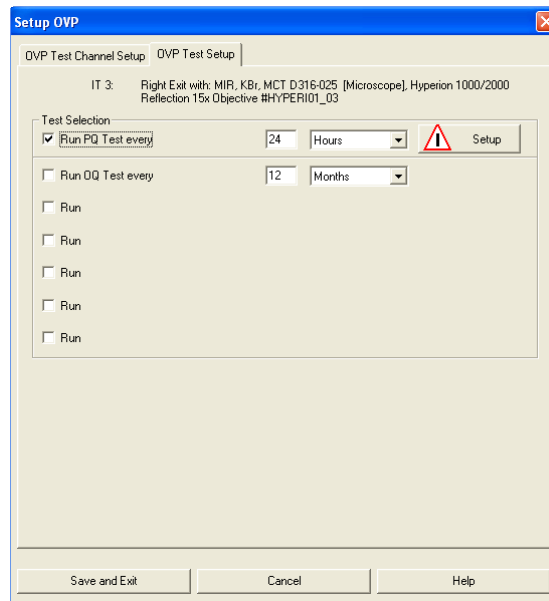 Setup OVP
OVP Test Channel Setup OVP Test Setup
IT 3: Right Exit with: MIR, KBr, MCT D316-025 [Microscope], Hyperion 1000/2000
Reflection 15x Objective #HYPERI01_03
Test Selection
Run PQ Test every 24 Hours Setup
Run OQ Test every 12 Months
Run
Run
Run
Run
Run
Save and Exit Cancel Help